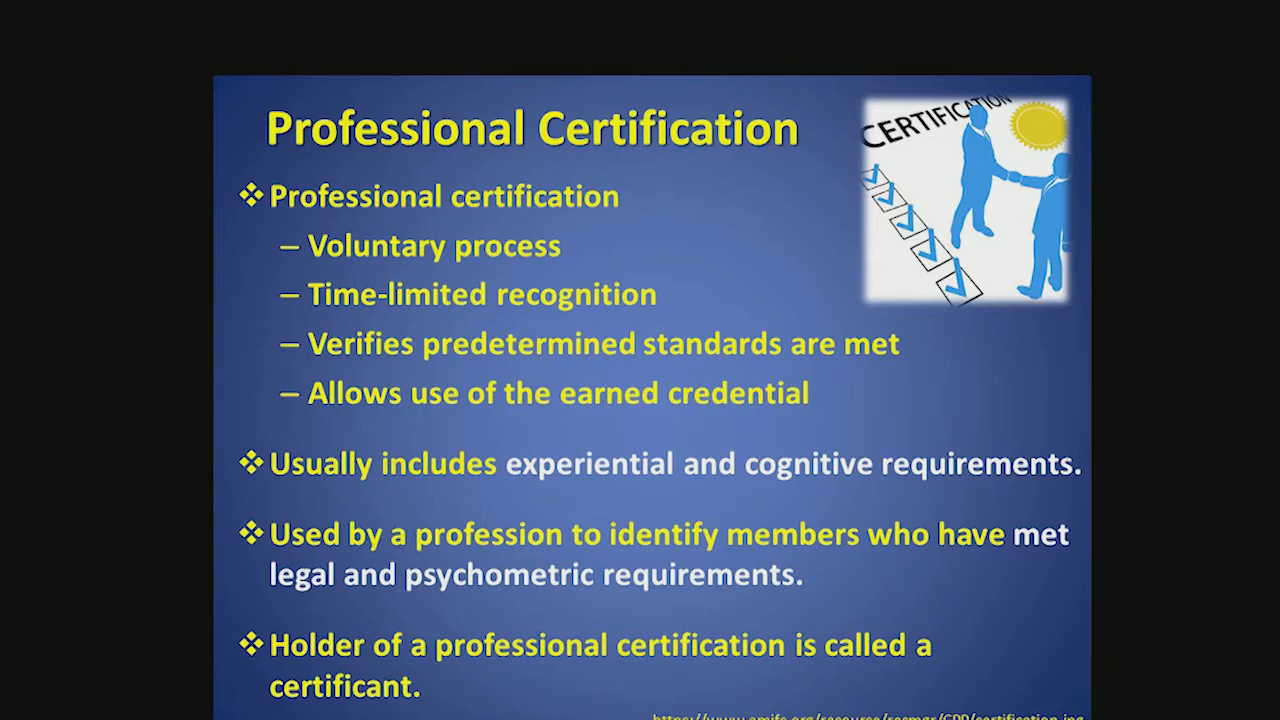 Professional Certification
CERTIFICATION
❖ Professional certification
– Voluntary process
– Time-limited recognition
– Verifies predetermined standards are met
– Allows use of the earned credential
❖ Usually includes experiential and cognitive requirements.
❖ Used by a profession to identify members who have met
legal and psychometric requirements.
❖ Holder of a professional certification is called a
certificant.